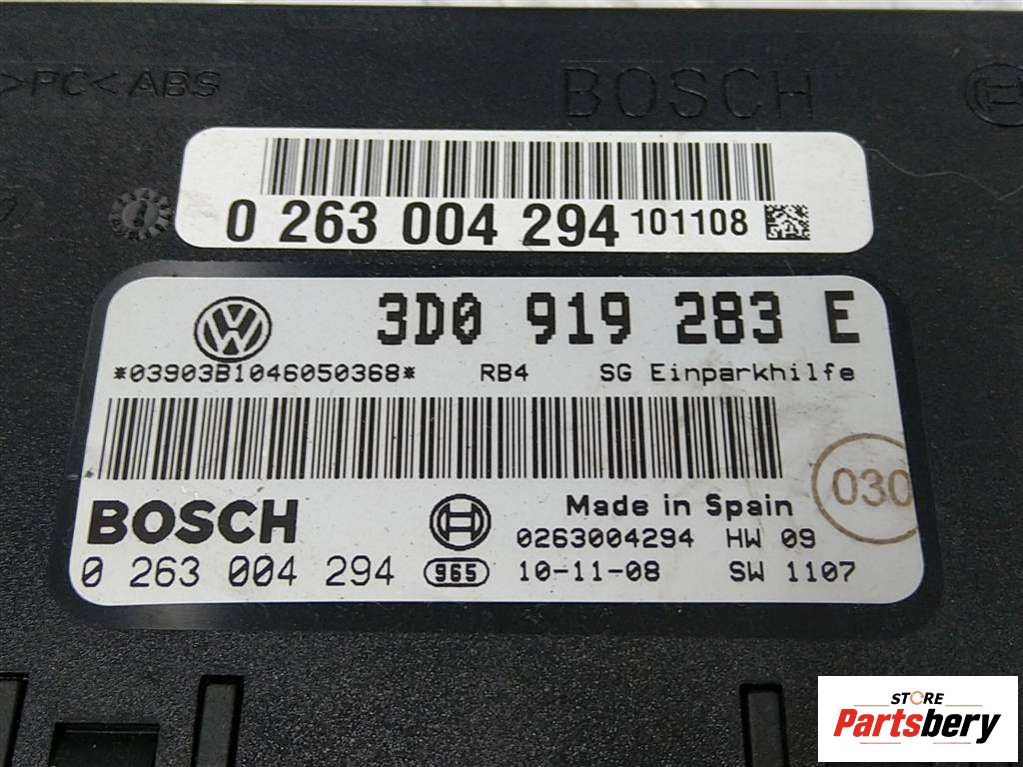 >PC<ABS
BOSCH
0 263 004 294 101108
3D0 919 283 E
*03903B1046050368* RB4 SG Einparkhilfe
030
BOSCH Made in Spain
0263004294 HW 09
0 263 004 294 965 10-11-08 SW 1107
STORE
Partsbery